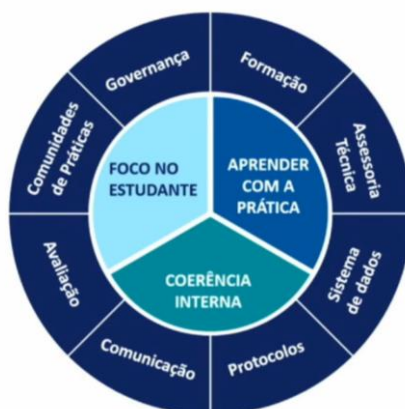 Governança
Formação
Assessoria
Técnica
Sistema
de dados
Protocolos
Comunicação
Avaliação
Comunidades
de Práticas
FOCO NO
ESTUDANTE
APRENDER
COM A
PRÁTICA
COERÊNCIA
INTERNA